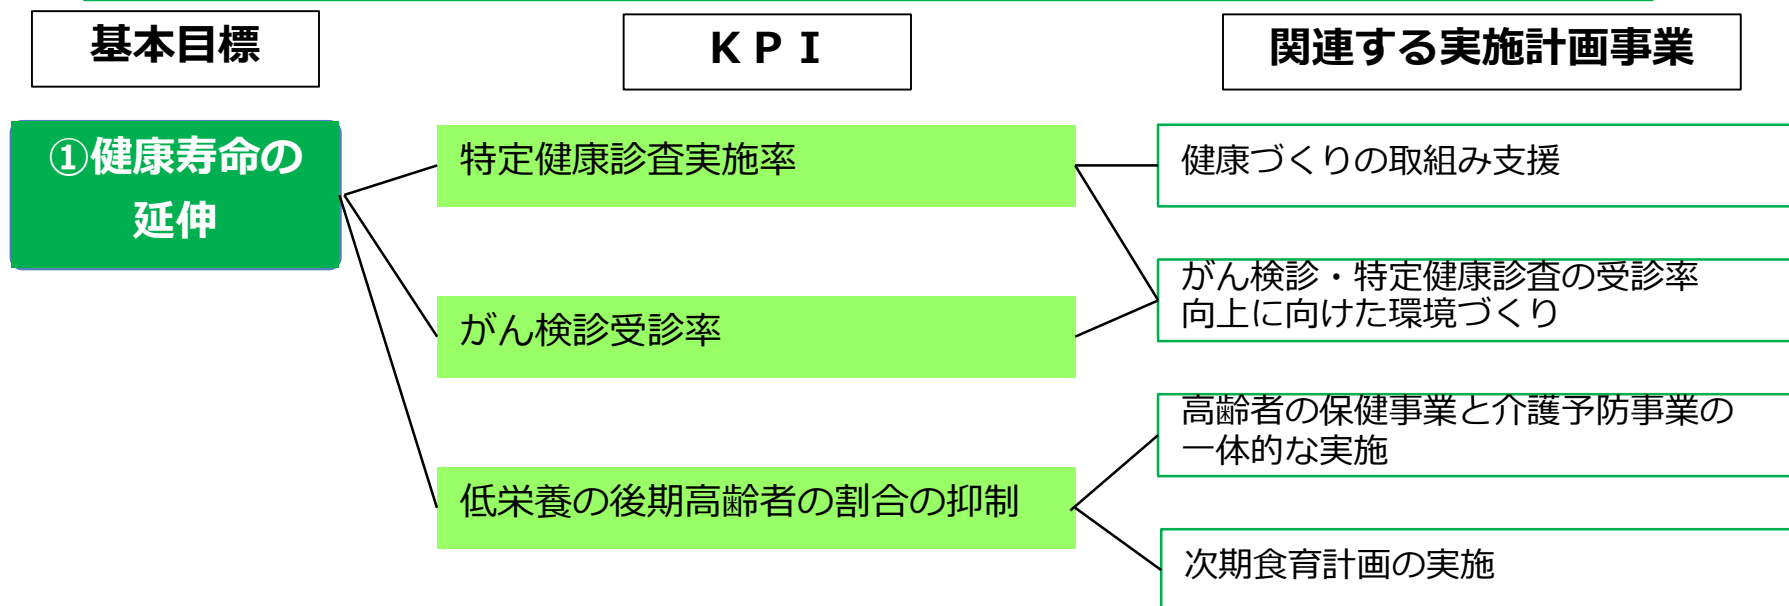 基本目標
ＫＰＩ
関連する実施計画事業
①健康寿命の
延伸
特定健康診査実施率
がん検診受診率
低栄養の後期高齢者の割合の抑制
健康づくりの取組み支援
がん検診・特定健康診査の受診率
向上に向けた環境づくり
高齢者の保健事業と介護予防事業の
一体的な実施
次期食育計画の実施